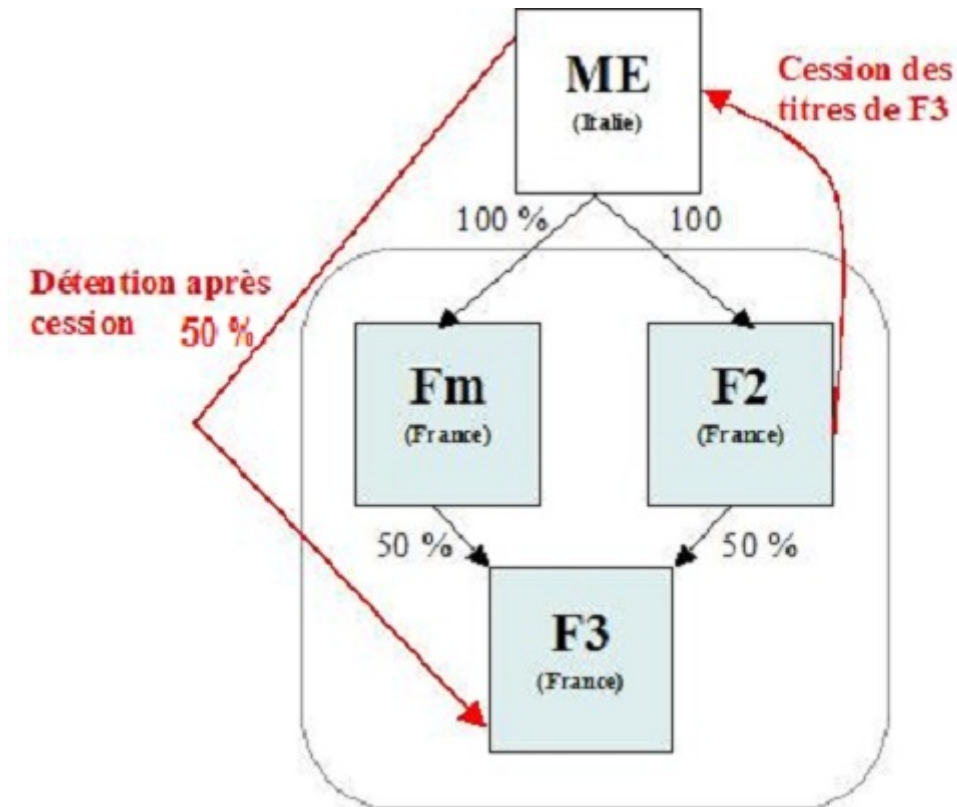 ME
(Italie)
Cession des
titres de F3
100 %
100
Détention après
cession
50 %
Fm
(France)
F2
(France)
50 %
50 %
F3
(France)